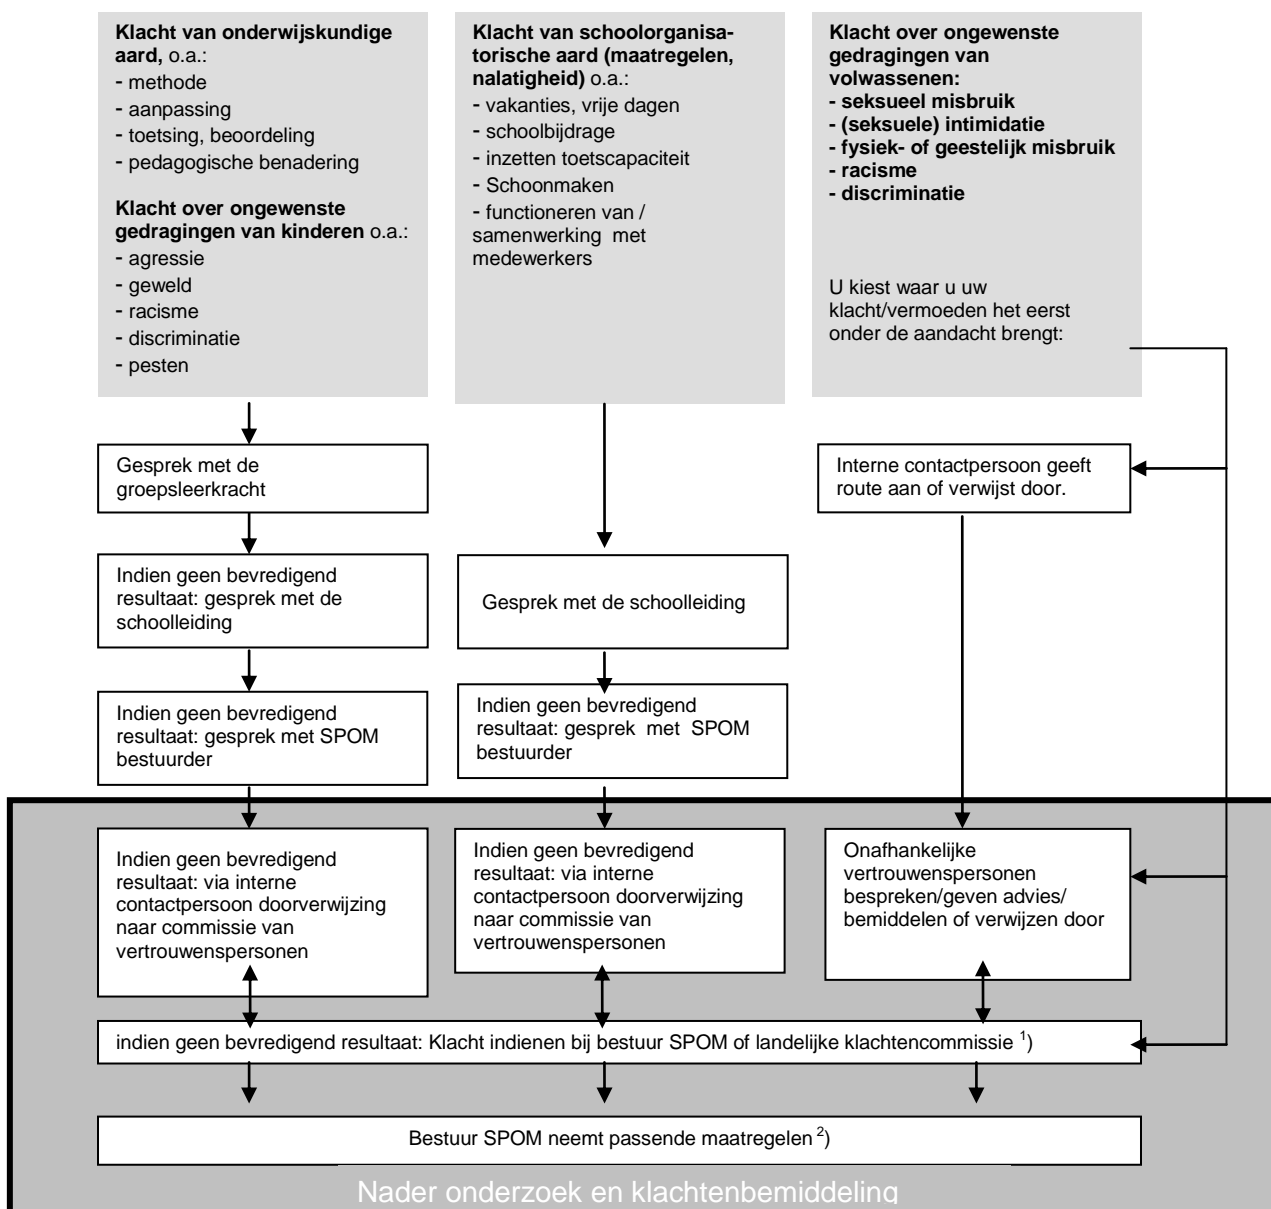 Klacht van onderwijskundige
aard, o.a.:
- methode
- aanpassing
- toetsing, beoordeling
- pedagogische benadering
Klacht over ongewenste
gedragingen van kinderen o.a.:
- agressie
- geweld
- racisme
- discriminatie
- pesten
Klacht van schoolorganisa-
torische aard (maatregelen,
nalatigheid) o.a.:
- vakanties, vrije dagen
- schoolbijdrage
- inzetten toetscapaciteit
- Schoonmaken
- functioneren van /
samenwerking met
medewerkers
Klacht over ongewenste
gedragingen van
volwassenen:
- seksueel misbruik
- (seksuele) intimidatie
- fysiek- of geestelijk misbruik
- racisme
- discriminatie
U kiest waar u uw
klacht/vermoeden het eerst
onder de aandacht brengt:
Gesprek met de
groepsleerkracht
Interne contactpersoon geeft
route aan of verwijst door.
Indien geen bevredigend
resultaat: gesprek met de
schoolleiding
Gesprek met de schoolleiding
Indien geen bevredigend
resultaat: gesprek met SPOM
bestuurder
Indien geen bevredigend
resultaat: gesprek met SPOM
bestuurder
Indien geen bevredigend
resultaat: via interne
contactpersoon doorverwijzing
naar commissie van
vertrouwenspersonen
Indien geen bevredigend
resultaat: via interne
contactpersoon doorverwijzing
naar commissie van
vertrouwenspersonen
Onafhankelijke
vertrouwenspersonen
bespreken/geven advies/
bemiddelen of verwijzen door
indien geen bevredigend resultaat: Klacht indienen bij bestuur SPOM of landelijke klachtencommissie ¹)
Bestuur SPOM neemt passende maatregelen ²)
Nader onderzoek en klachtenbemiddeling